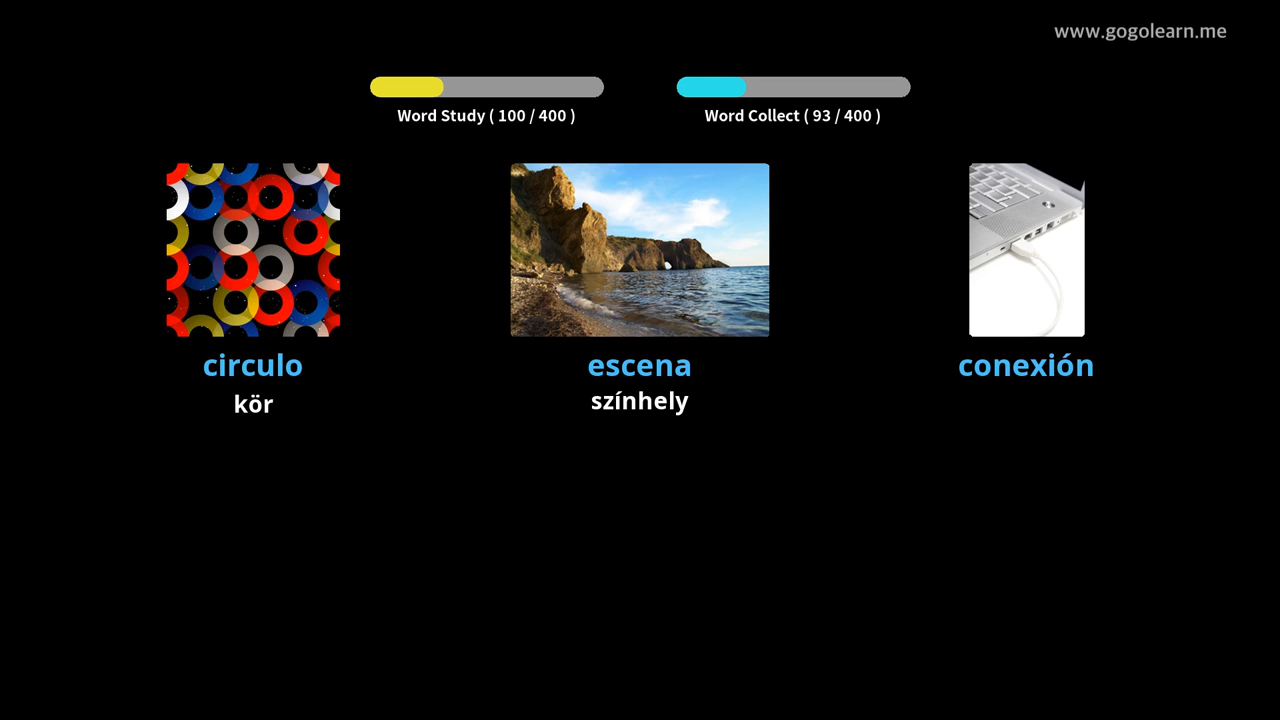 www.gogolearn.me
Word Study ( 100 / 400 )
Word Collect ( 93 / 400 )
circulo
escena
conexión
kör
színhely